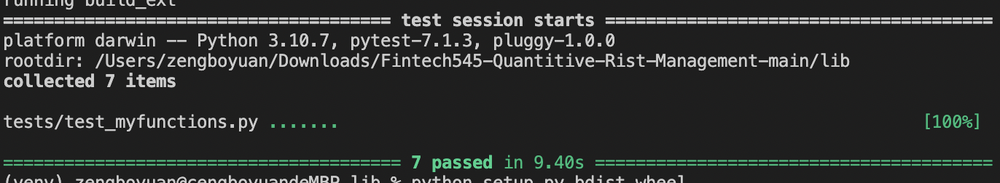 running build_ext
===================================== test session starts =====================================
platform darwin -- Python 3.10.7, pytest-7.1.3, pluggy-1.0.0
rootdir: /Users/zengboyuan/Downloads/Fintech545-Quantitive-Rist-Management-main/lib
collected 7 items
tests/test_myfunctions.py ....... [100%]
====================================== 7 passed in 9.40s ======================================
(venv) zengboyuan@cengboyuandeMBP lib % python setup.py bdist_wheel